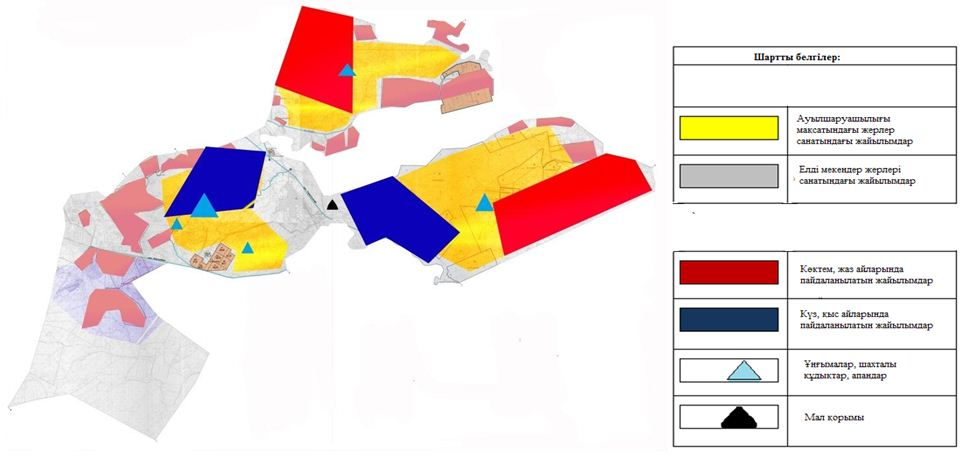 Шартты белгілер:
Ауылшаруашылығы
мақсатындағы жерлер
санатындағы жайылымдар
Елді мекендер жерлері
санатындағы жайылымдар
Көктем, жаз айларында
пайдаланылатын жайылымдар
Күз, қыс айларында
пайдаланылатын жайылымдар
Ұңғымалар, шахталы
құдықтар, апандар
Мал қорымы